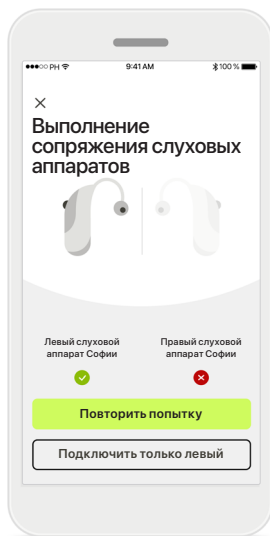 ●●●○○ PH 9:41 AM 100 %
Выполнение
сопряжения слуховых
аппаратов
Левый слуховой
аппарат Софии
Правый слуховой
аппарат Софии
Повторить попытку
Подключить только левый